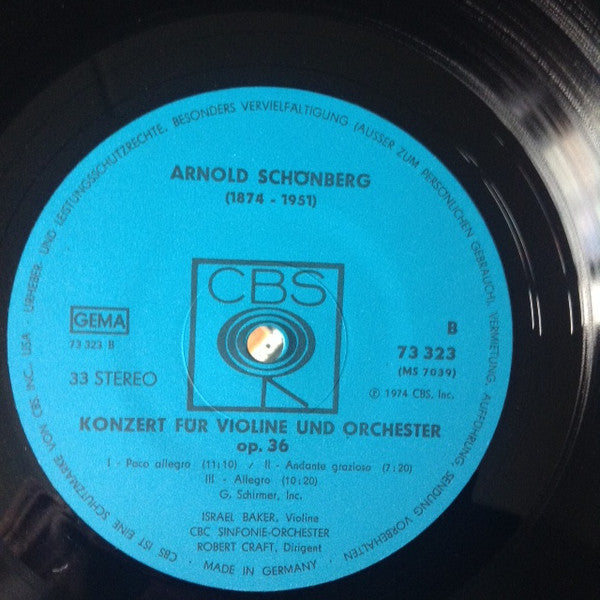 ARNOLD SCHÖNBERG
(1874 - 1951)
CBS
GEMA
73 323 B
33 STEREO
B
73 323
(MS 7039)
Ⓟ 1974 CBS, Inc.
KONZERT FÜR VIOLINE UND ORCHESTER
op. 36
I - Poco allegro (11:10) / II - Andante grazioso (7:20)
III - Allegro (10:20)
G. Schirmer, Inc.
ISRAEL BAKER, Violine
CBC SINFONIE-ORCHESTER
ROBERT CRAFT, Dirigent
MADE IN GERMANY
CBS IST EINE SCHUTZMARKE VON CBS, INC., USA URHEBER- UND LEISTUNGSSCHUTZRECHTE, BESONDERS VERVIELFÄLTIGUNG (AUSSER ZUM PERSÖNLICHEN GEBRAUCH), VERMIETUNG, AUFFÜHRUNG, SENDUNG VORBEHALTEN